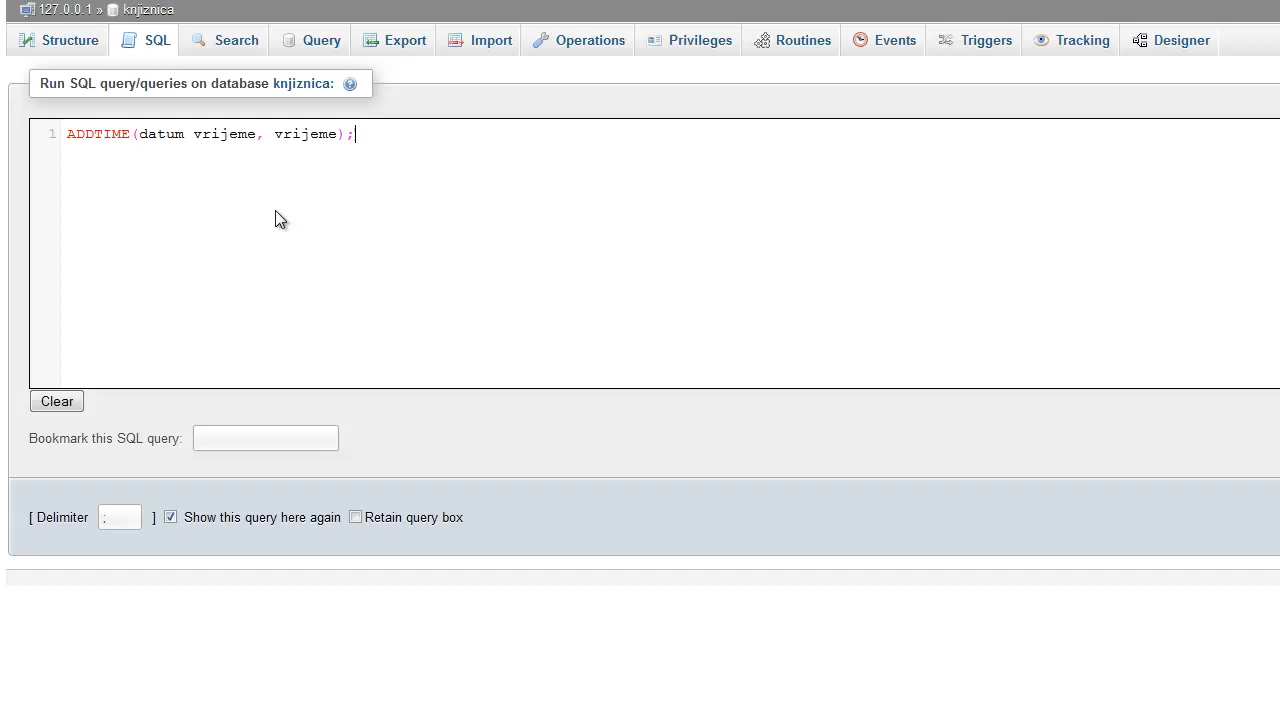 127.0.0.1 » knjiznica
Structure SQL Search Query Export Import Operations Privileges Routines Events Triggers Tracking Designer
Run SQL query/queries on database knjiznica:
1 ADDTIME(datum vrijeme, vrijeme);
Clear
Bookmark this SQL query:
[ Delimiter ; ] Show this query here again Retain query box